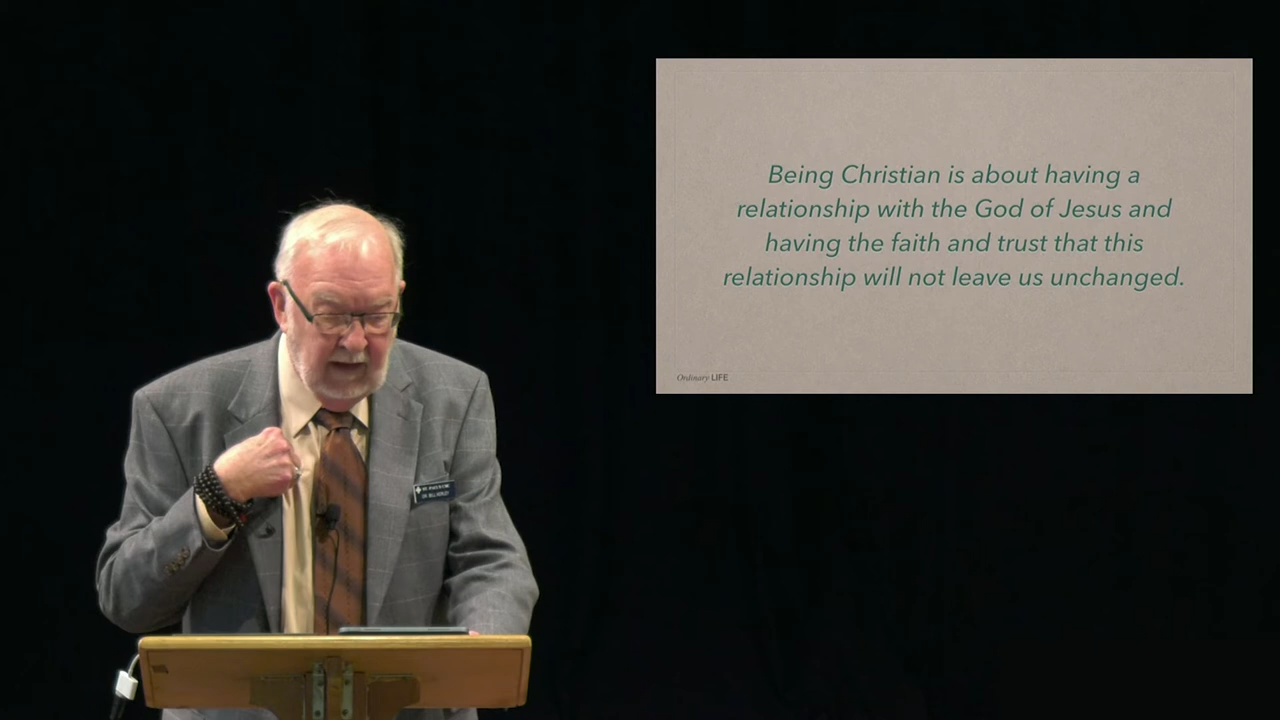 Being Christian is about having a
relationship with the God of Jesus and
having the faith and trust that this
relationship will not leave us unchanged.
Ordinary LIFE